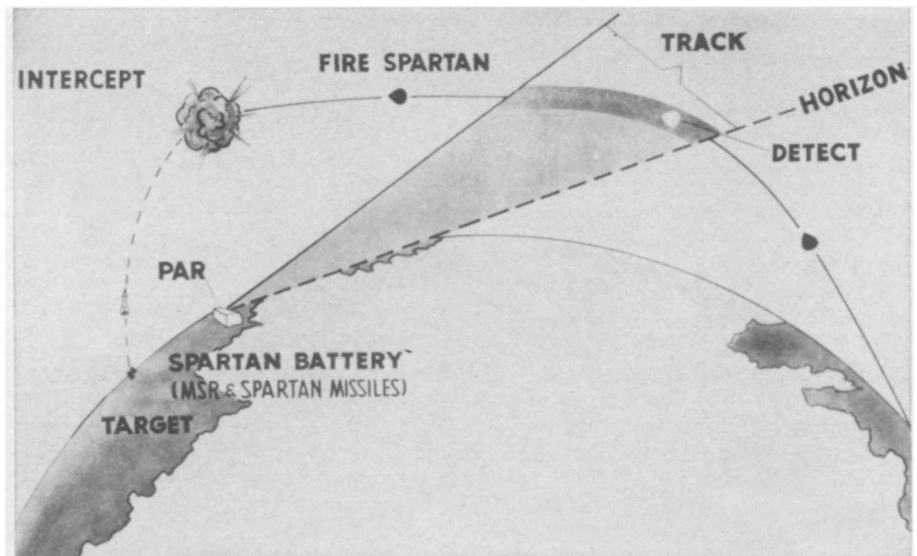 TRACK
FIRE SPARTAN
INTERCEPT
HORIZON
DETECT
PAR
SPARTAN BATTERY
(MSR & SPARTAN MISSILES)
TARGET